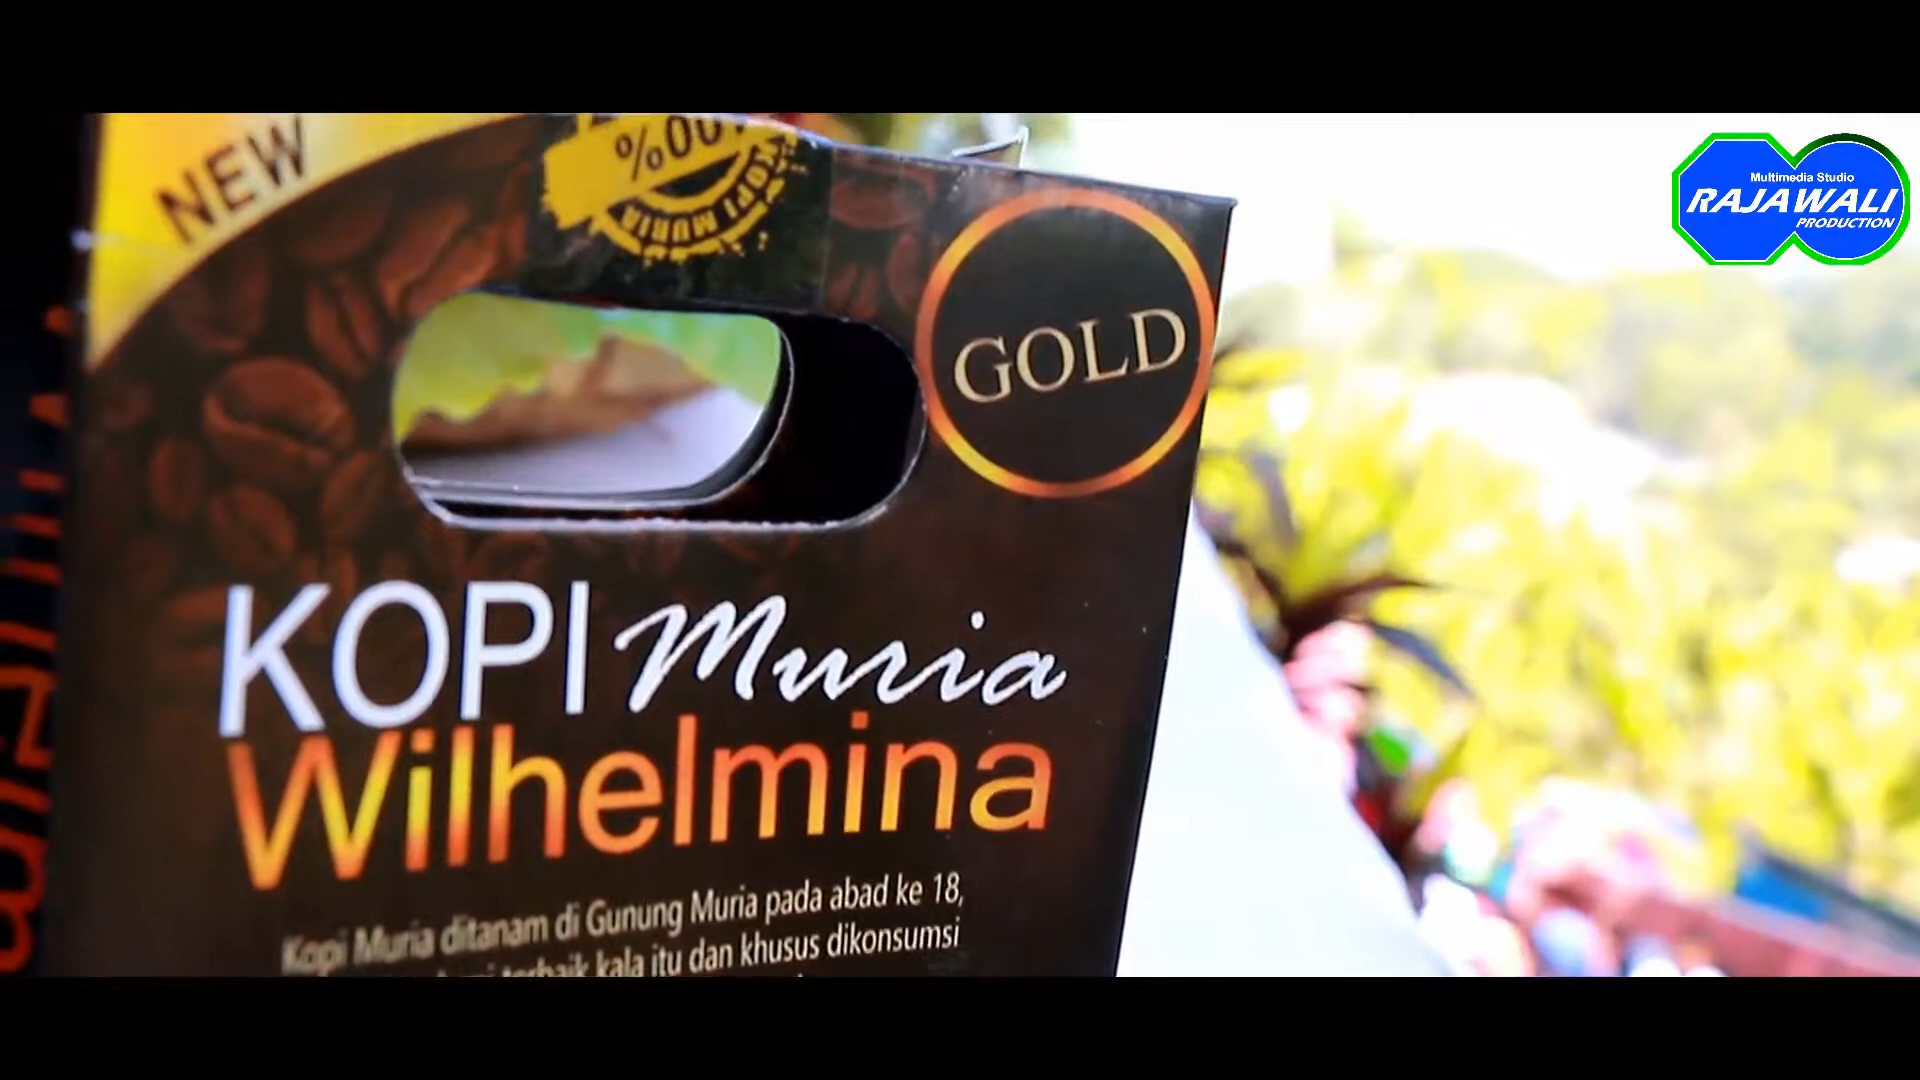 NEW
100%
KOPI MURIA
GOLD
KOPI Muria
Wilhelmina
Kopi Muria ditanam di Gunung Muria pada abad ke 18,
terbaik kala itu dan khusus dikonsumsi
Multimedia Studio
RAJAWALI
PRODUCTION